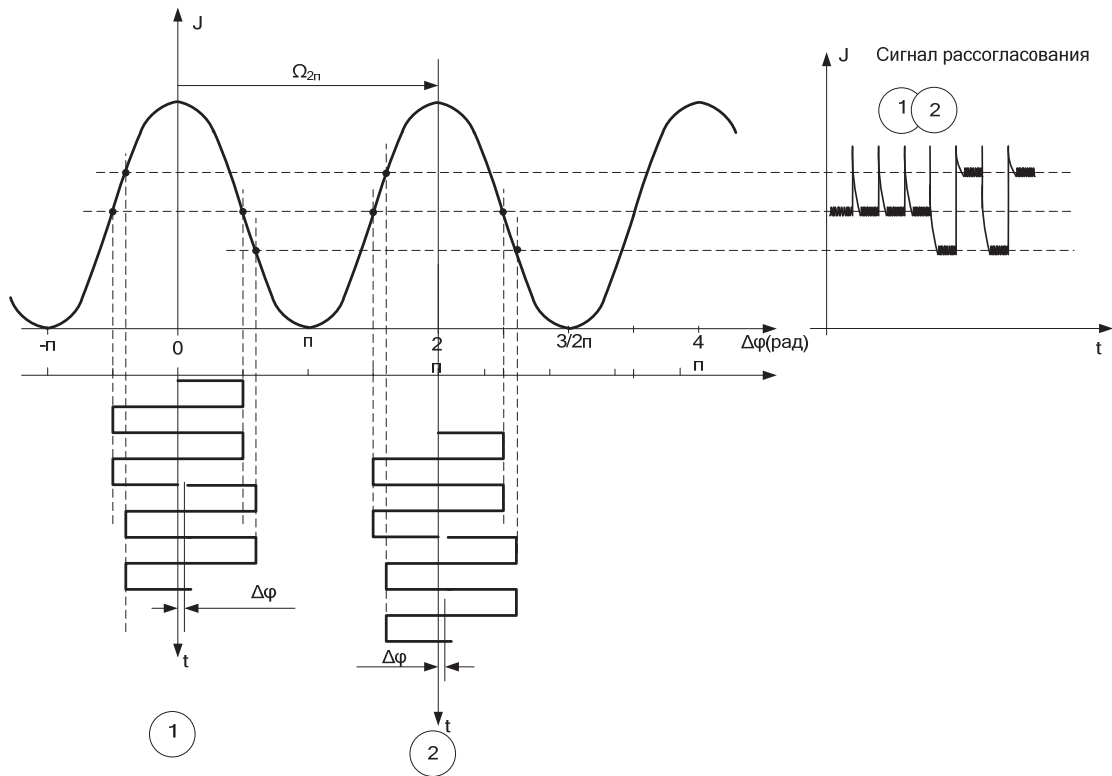 J
Ω2п
J Сигнал рассогласования
1 2
-п 0 п 2 п 3/2п 4 п Δφ(рад)
t
Δφ
t
Δφ
t
1
2